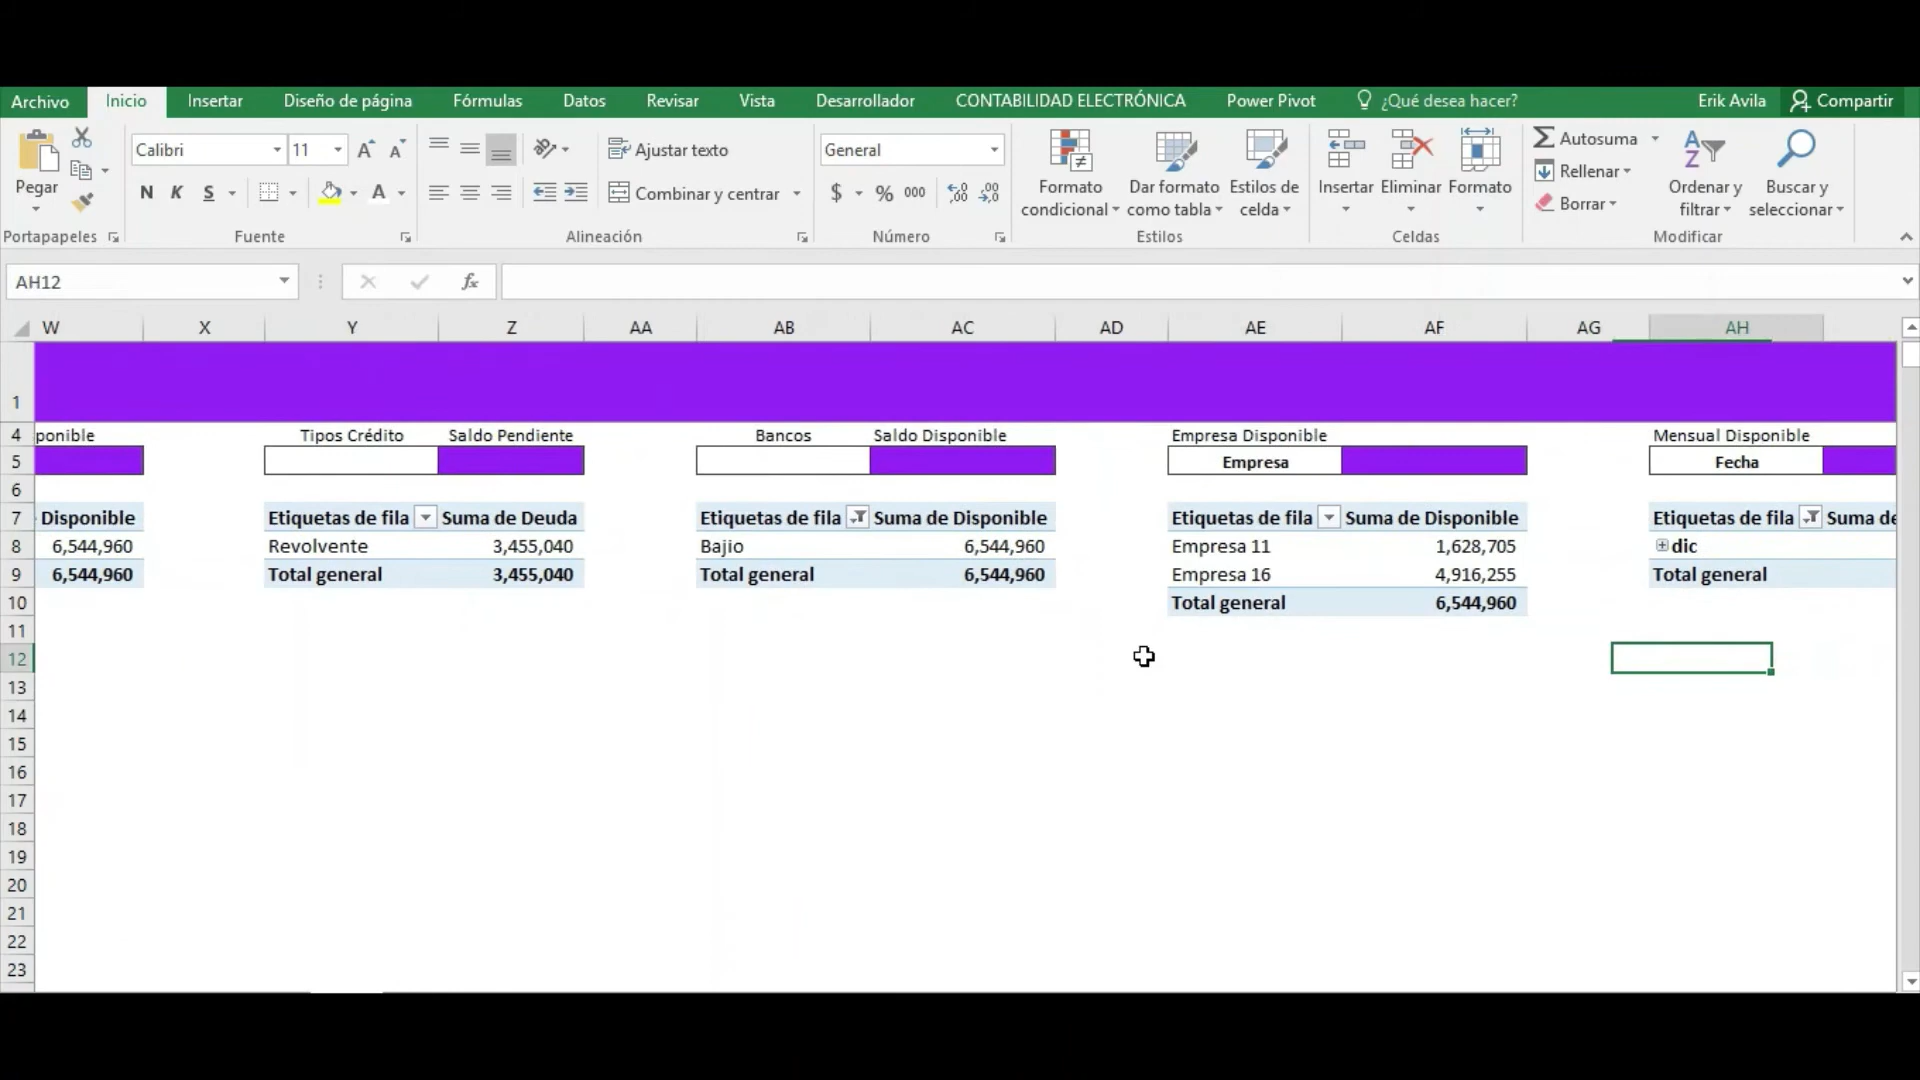 Archivo Inicio Insertar Diseño de página Fórmulas Datos Revisar Vista Desarrollador CONTABILIDAD ELECTRÓNICA Power Pivot ¿Qué desea hacer? Erik Avila Compartir
Pegar
Calibri 11
N K S A
Ajustar texto
Combinar y centrar
General
$ % 000
Formato condicional
Dar formato como tabla
Estilos de celda
Insertar
Eliminar
Formato
Autosuma
Rellenar
Borrar
Ordenar y filtrar
Buscar y seleccionar
Portapapeles Fuente Alineación Número Estilos Celdas Modificar
AH12 fx
W X Y Z AA AB AC AD AE AF AG AH
1
4 ponible Tipos Crédito Saldo Pendiente Bancos Saldo Disponible Empresa Disponible Mensual Disponible
5 Empresa Fecha
6
7 Disponible Etiquetas de fila Suma de Deuda Etiquetas de fila Suma de Disponible Etiquetas de fila Suma de Disponible Etiquetas de fila Suma de
8 6,544,960 Revolvente 3,455,040 Bajio 6,544,960 Empresa 11 1,628,705 dic
9 6,544,960 Total general 3,455,040 Total general 6,544,960 Empresa 16 4,916,255 Total general
10 Total general 6,544,960
11
12
13
14
15
16
17
18
19
20
21
22
23